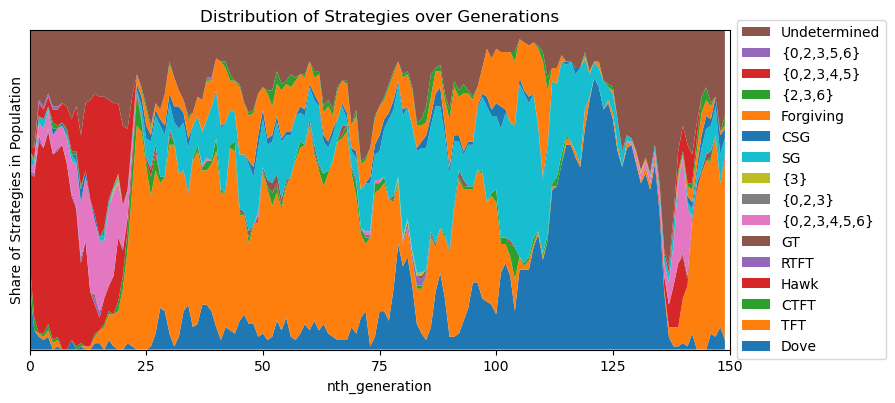 Distribution of Strategies over Generations
Share of Strategies in Population
0
25
50
75
100
125
150
nth_generation
Undetermined
{0,2,3,5,6}
{0,2,3,4,5}
{2,3,6}
Forgiving
CSG
SG
{3}
{0,2,3}
{0,2,3,4,5,6}
GT
RTFT
Hawk
CTFT
TFT
Dove